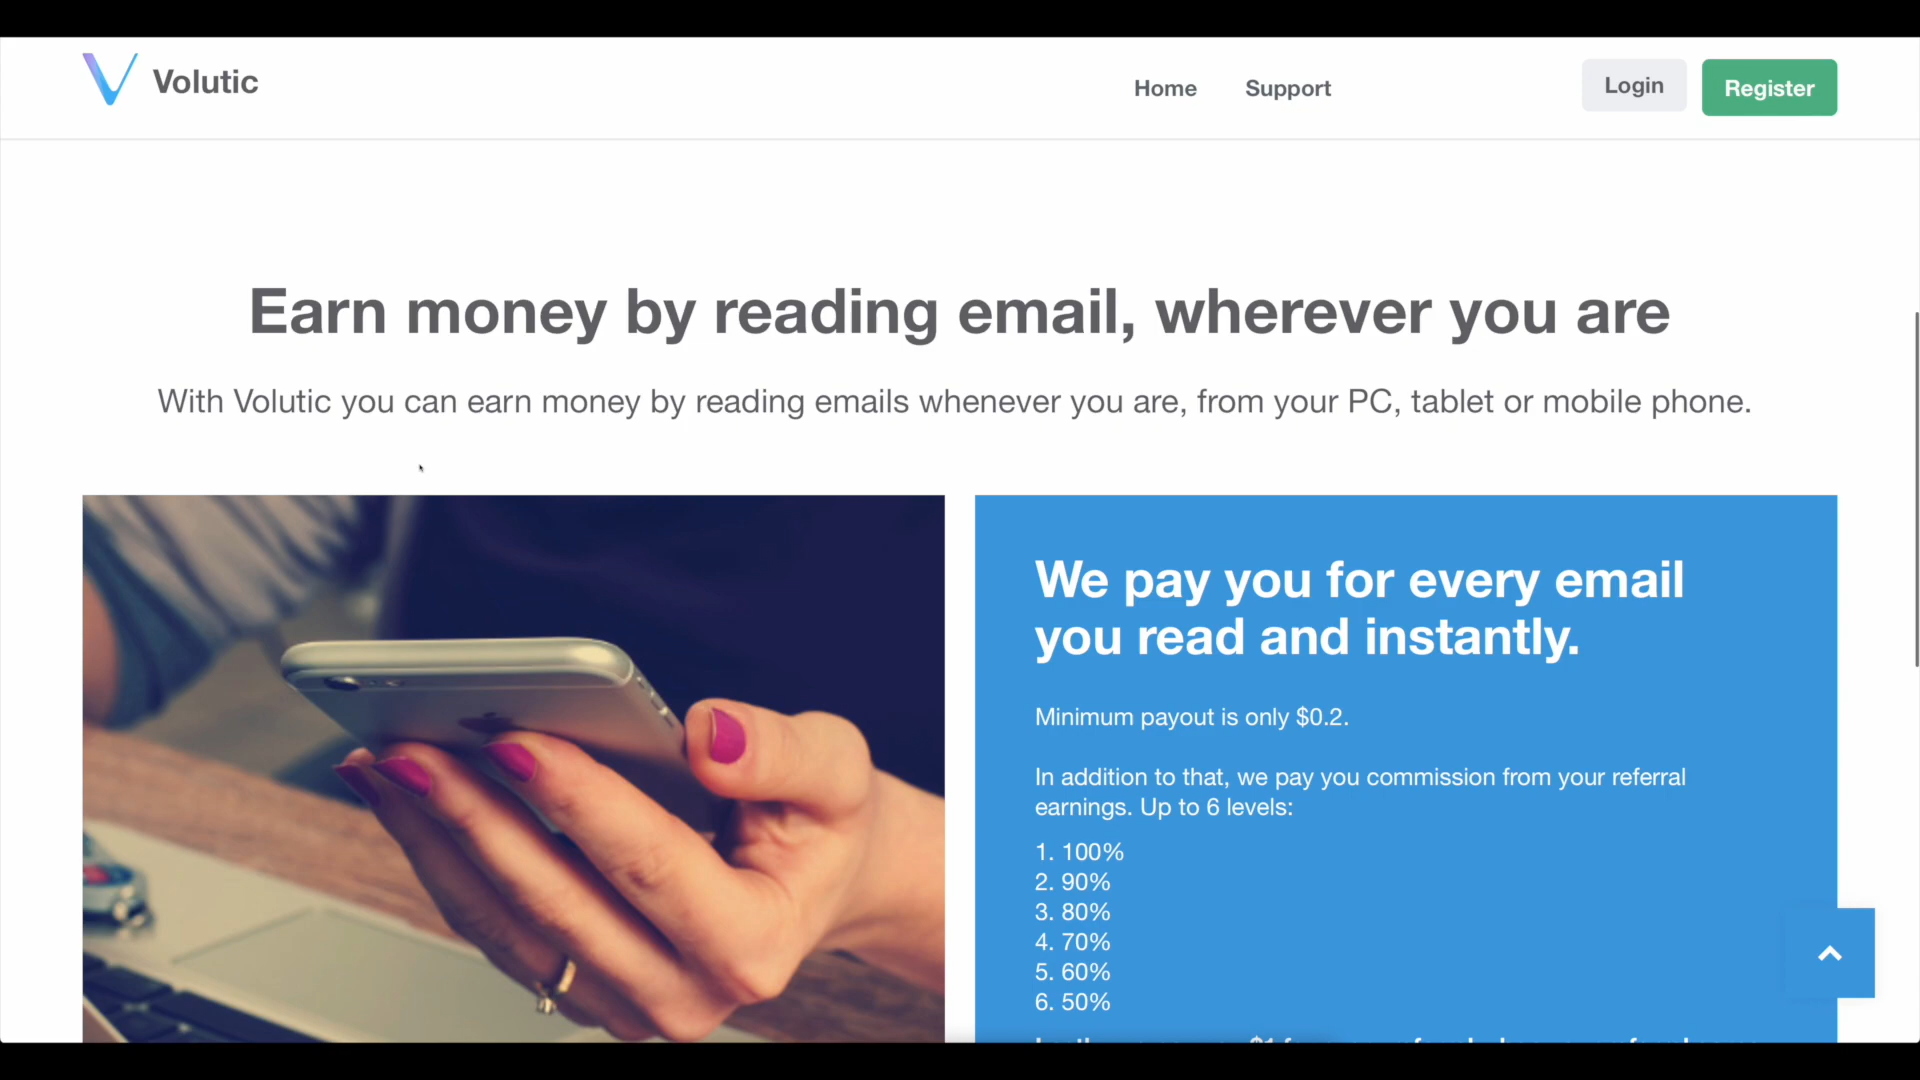 Volutic
Home
Support
Login
Register
Earn money by reading email, wherever you are
With Volutic you can earn money by reading emails whenever you are, from your PC, tablet or mobile phone.
We pay you for every email
you read and instantly.
Minimum payout is only $0.2.
In addition to that, we pay you commission from your referral
earnings. Up to 6 levels:
1. 100%
2. 90%
3. 80%
4. 70%
5. 60%
6. 50%